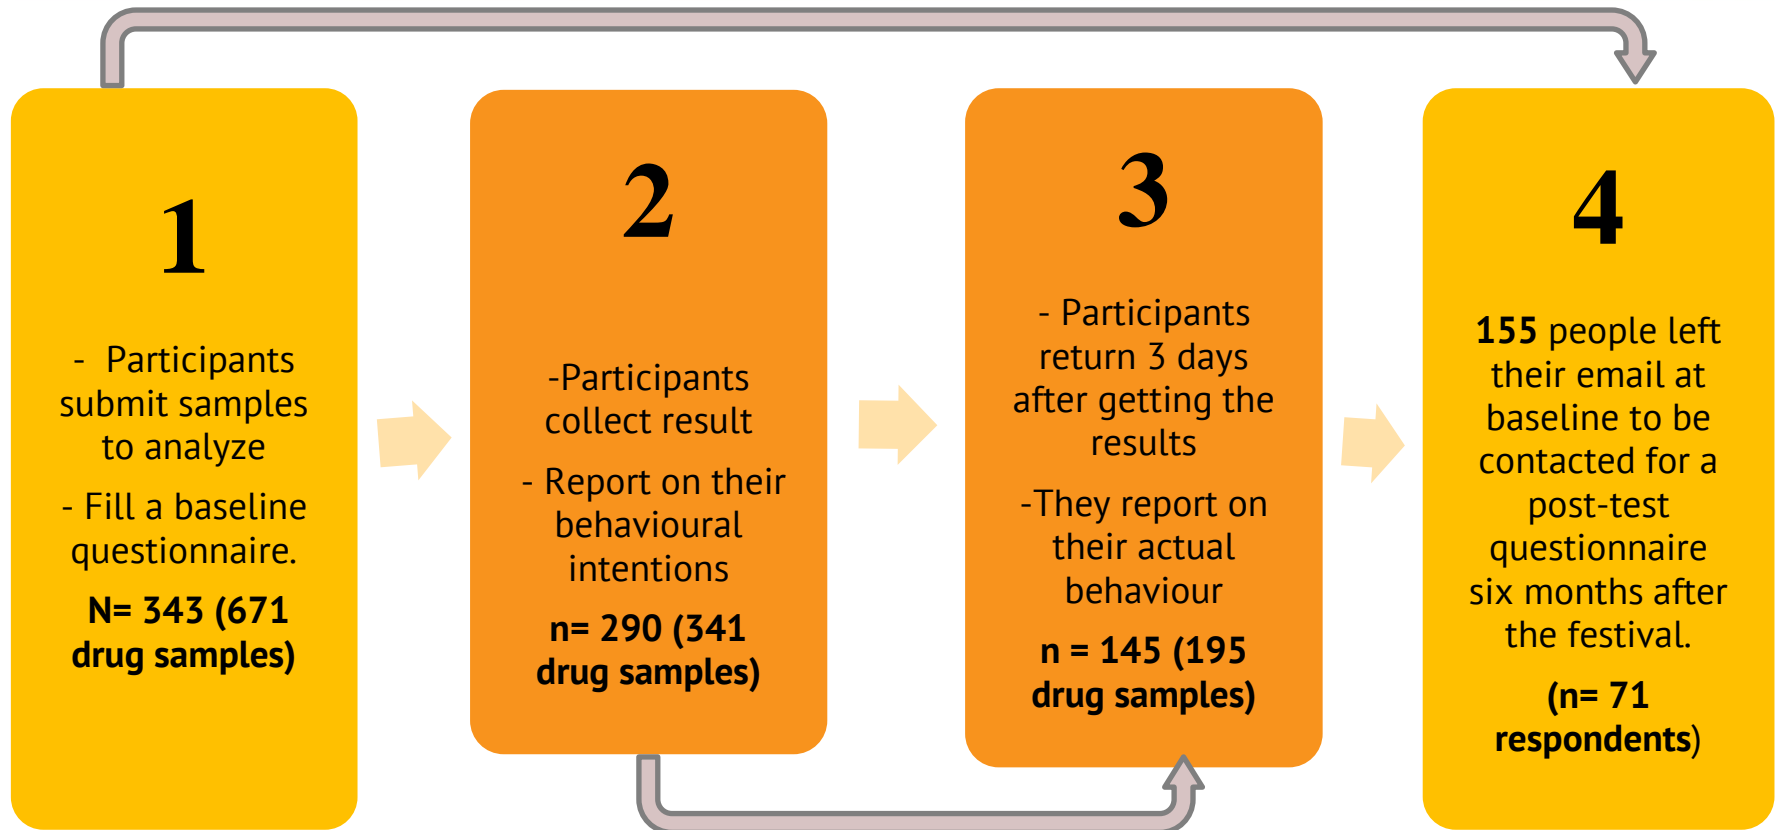 1
- Participants
submit samples
to analyze
- Fill a baseline
questionnaire.
N= 343 (671
drug samples)
2
-Participants
collect result
- Report on their
behavioural
intentions
n= 290 (341
drug samples)
3
- Participants
return 3 days
after getting the
results
-They report on
their actual
behaviour
n = 145 (195
drug samples)
4
155 people left
their email at
baseline to be
contacted for a
post-test
questionnaire
six months after
the festival.
(n= 71
respondents)